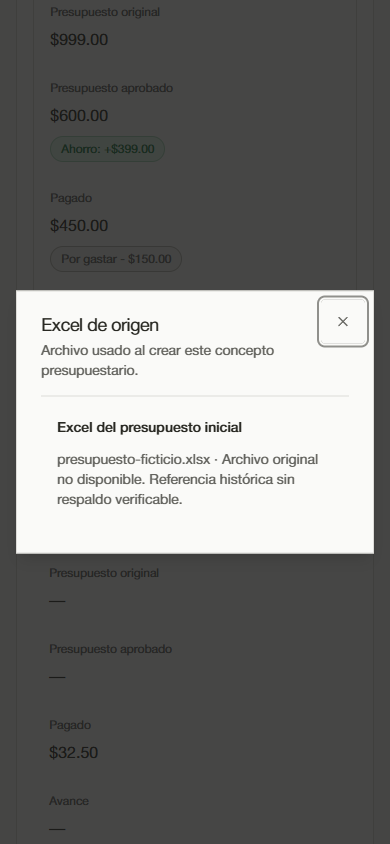 Presupuesto original
$999.00
Presupuesto aprobado
$600.00
Ahorro: +$399.00
Pagado
$450.00
Por gastar - $150.00
Excel de origen
Archivo usado al crear este concepto
presupuestario.
Excel del presupuesto inicial
presupuesto-ficticio.xlsx · Archivo original
no disponible. Referencia histórica sin
respaldo verificable.
Presupuesto original
—
Presupuesto aprobado
—
Pagado
$32.50
Avance
—